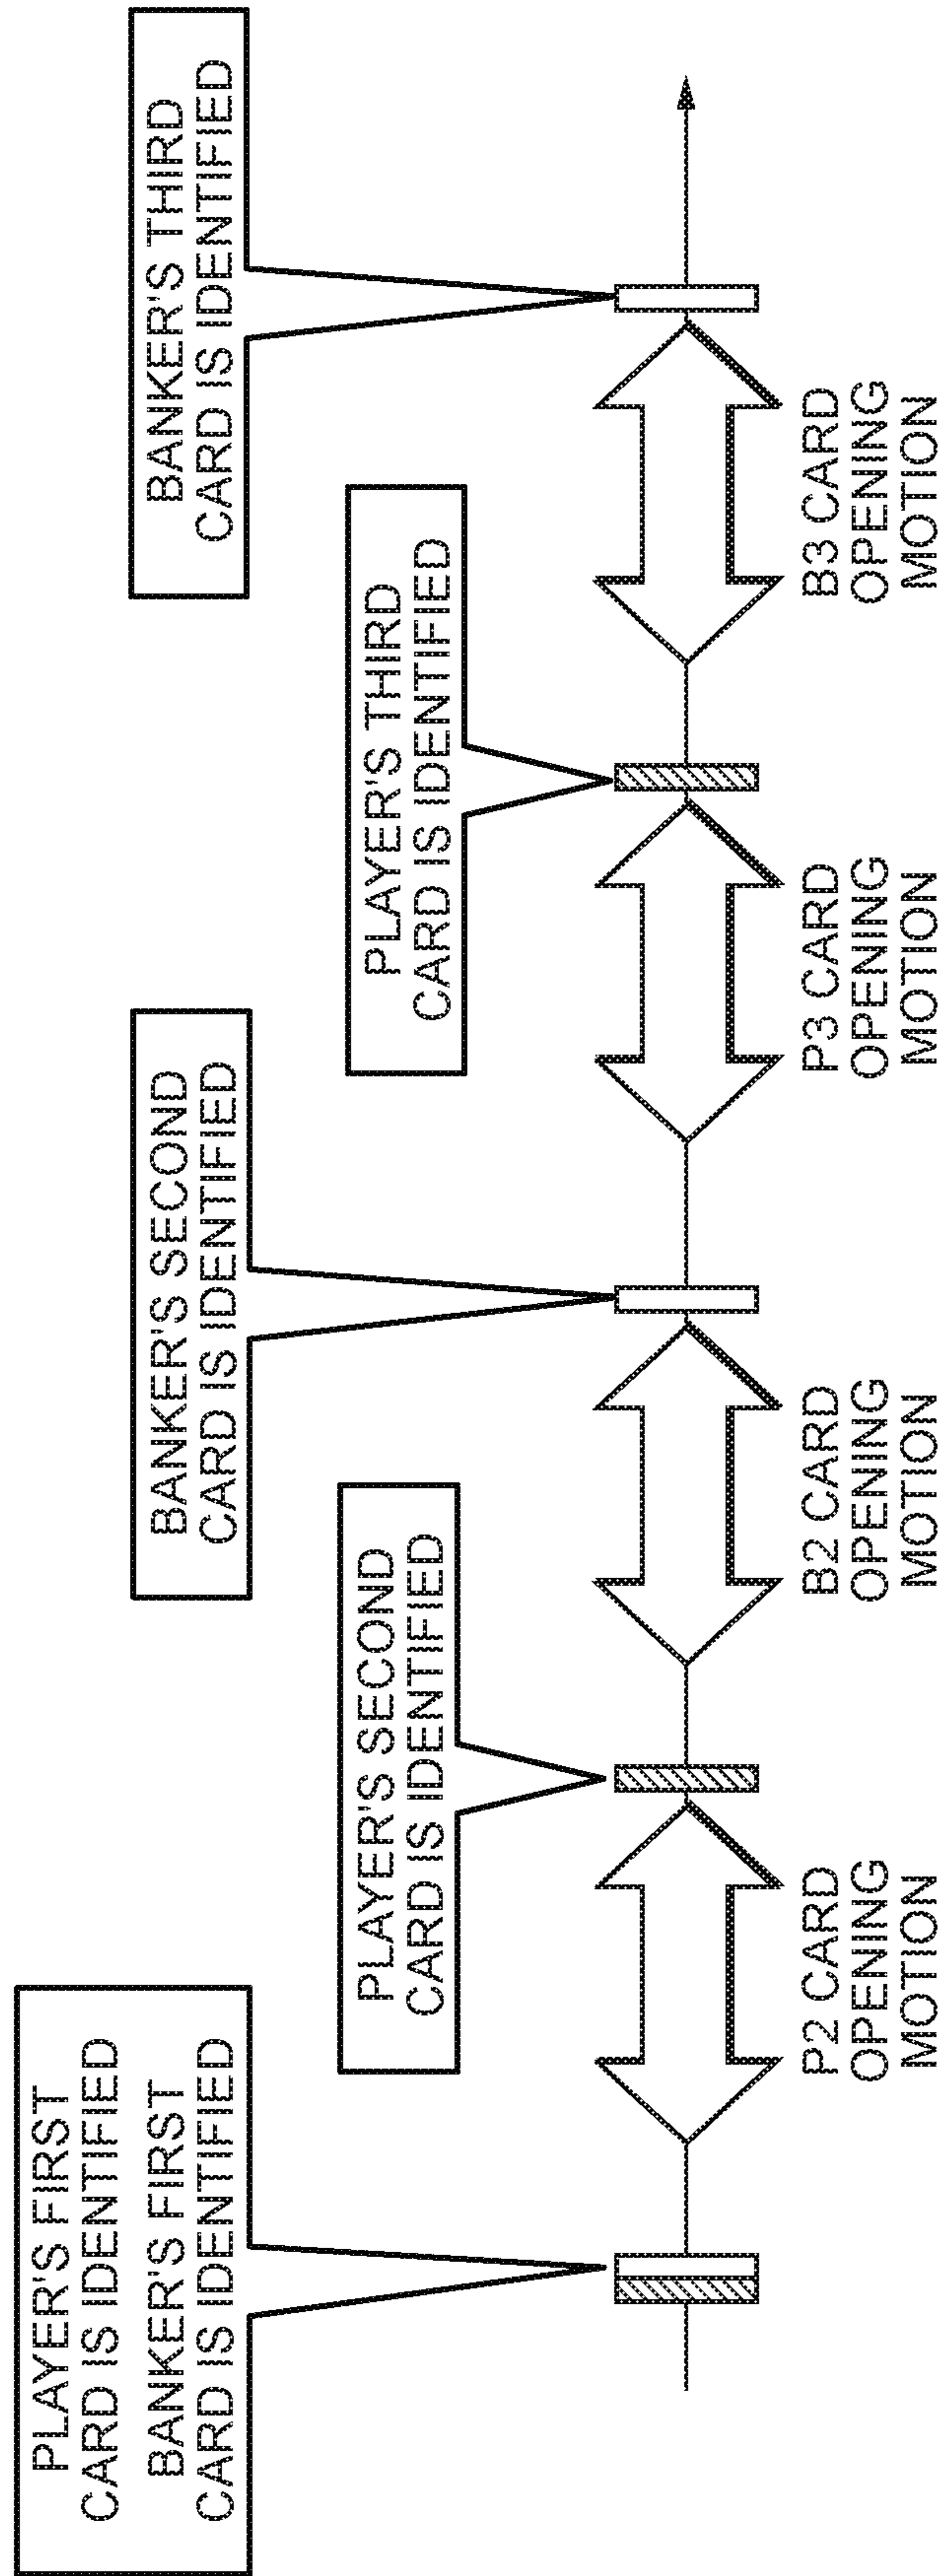 PLAYER'S FIRST
CARD IS IDENTIFIED
BANKER'S FIRST
CARD IS IDENTIFIED
PLAYER'S SECOND
CARD IS IDENTIFIED
BANKER'S SECOND
CARD IS IDENTIFIED
PLAYER'S THIRD
CARD IS IDENTIFIED
BANKER'S THIRD
CARD IS IDENTIFIED
P2 CARD
OPENING
MOTION
B2 CARD
OPENING
MOTION
P3 CARD
OPENING
MOTION
B3 CARD
OPENING
MOTION